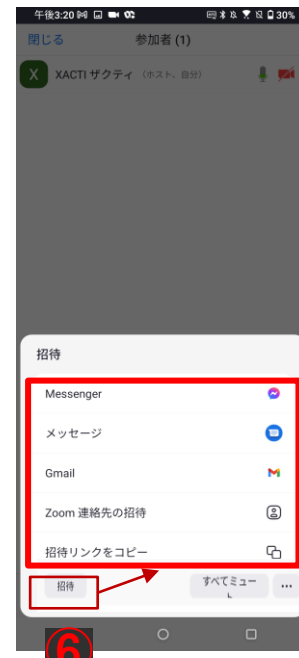 午後3:20 30%
閉じる 参加者 (1)
X XACTI ザクティ (ホスト、自分)
招待
Messenger
メッセージ
Gmail
Zoom 連絡先の招待
招待リンクをコピー
招待 すべてミュー
ト ...
⑥